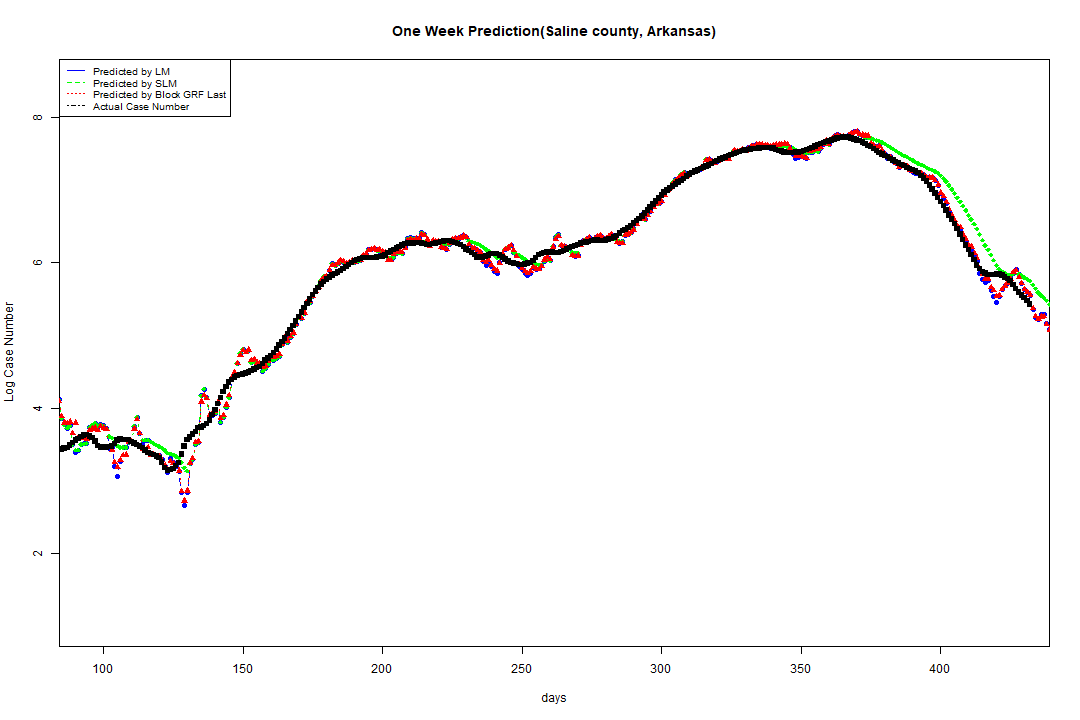 One Week Prediction(Saline county, Arkansas)
Predicted by LM
Predicted by SLM
Predicted by Block GRF Last
Actual Case Number
8
6
4
2
Log Case Number
100 150 200 250 300 350 400
days